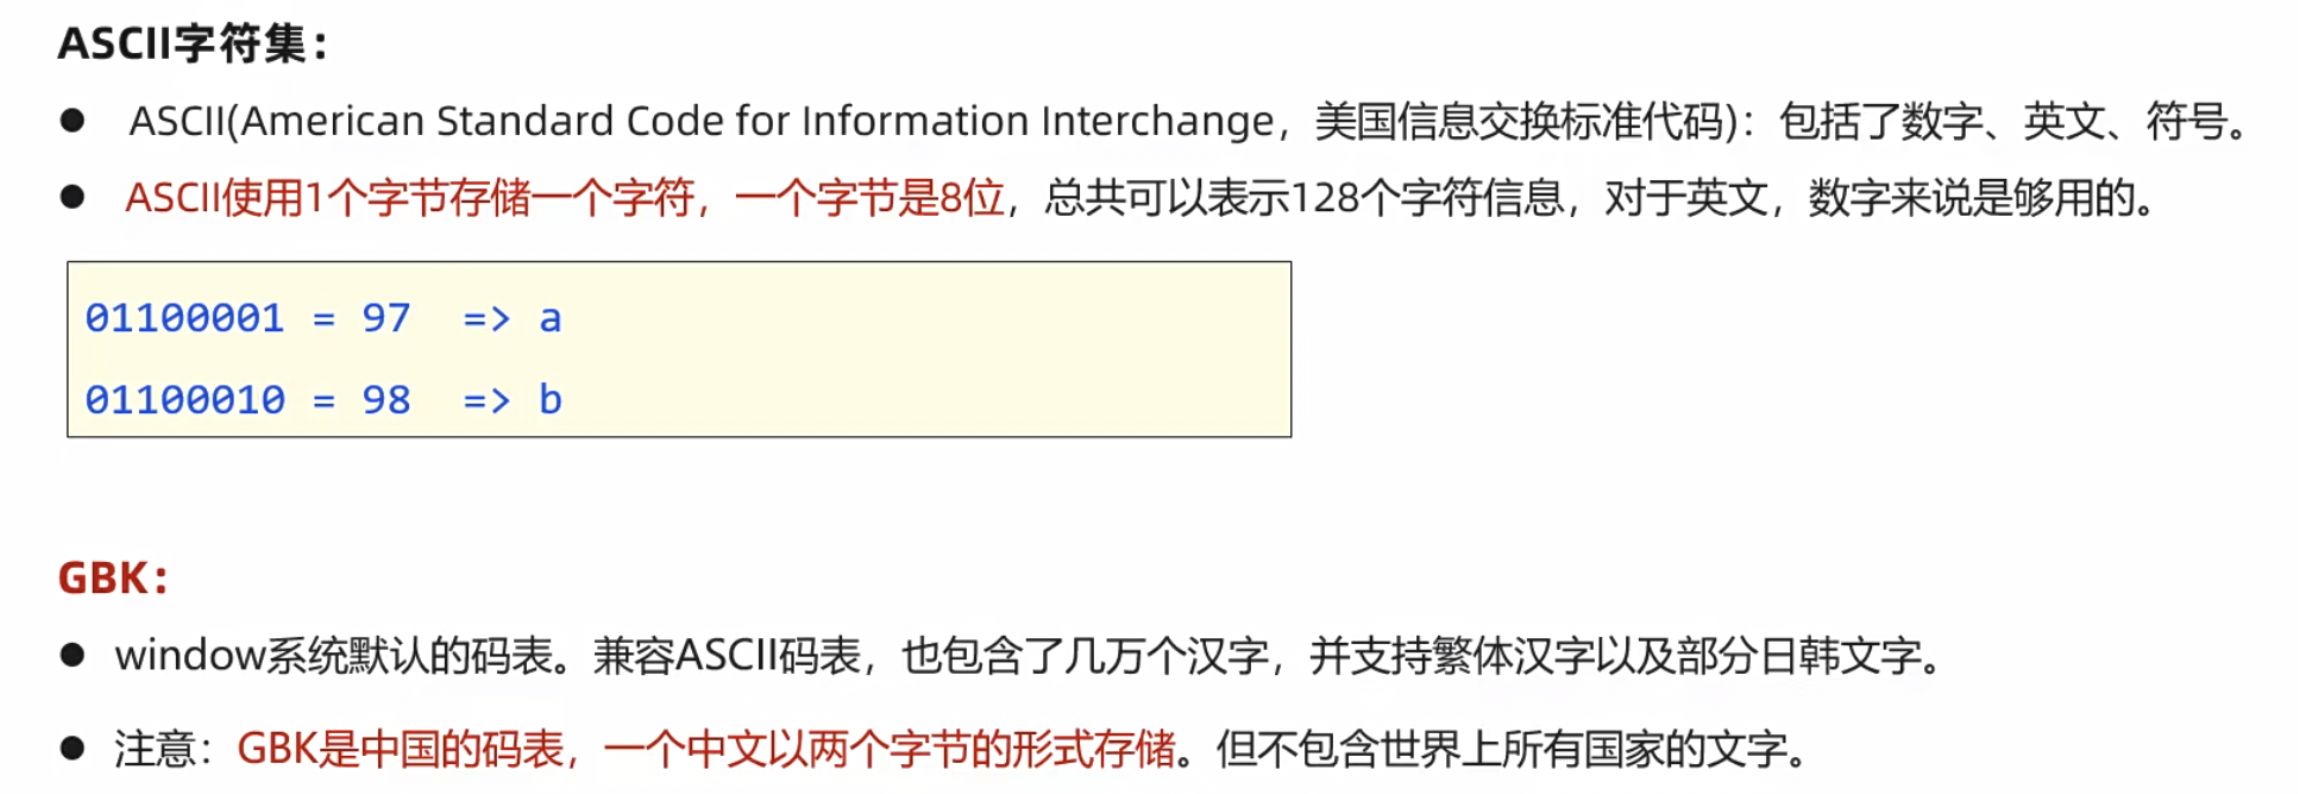 ASCII字符集：
● ASCII(American Standard Code for Information Interchange，美国信息交换标准代码)：包括了数字、英文、符号。
● ASCII使用1个字节存储一个字符，一个字节是8位，总共可以表示128个字符信息，对于英文，数字来说是够用的。
01100001 = 97  => a
01100010 = 98  => b
GBK：
● window系统默认的码表。兼容ASCII码表，也包含了几万个汉字，并支持繁体汉字以及部分日韩文字。
● 注意：GBK是中国的码表，一个中文以两个字节的形式存储。但不包含世界上所有国家的文字。